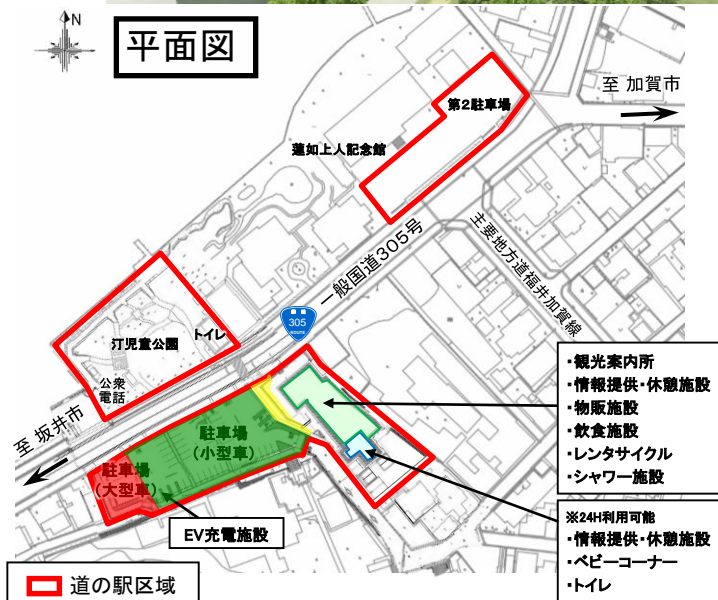 N
平面図
至 加賀市
第2駐車場
蓮如上人記念館
一般国道305号
主要地方道福井加賀線
305
ROUTE
トイレ
汀児童公園
公衆
電話
至 坂井市
駐車場
(小型車)
駐車場
(大型車)
EV充電施設
・観光案内所
・情報提供・休憩施設
・物販施設
・飲食施設
・レンタサイクル
・シャワー施設
※24H利用可能
・情報提供・休憩施設
・ベビーコーナー
・トイレ
道の駅区域